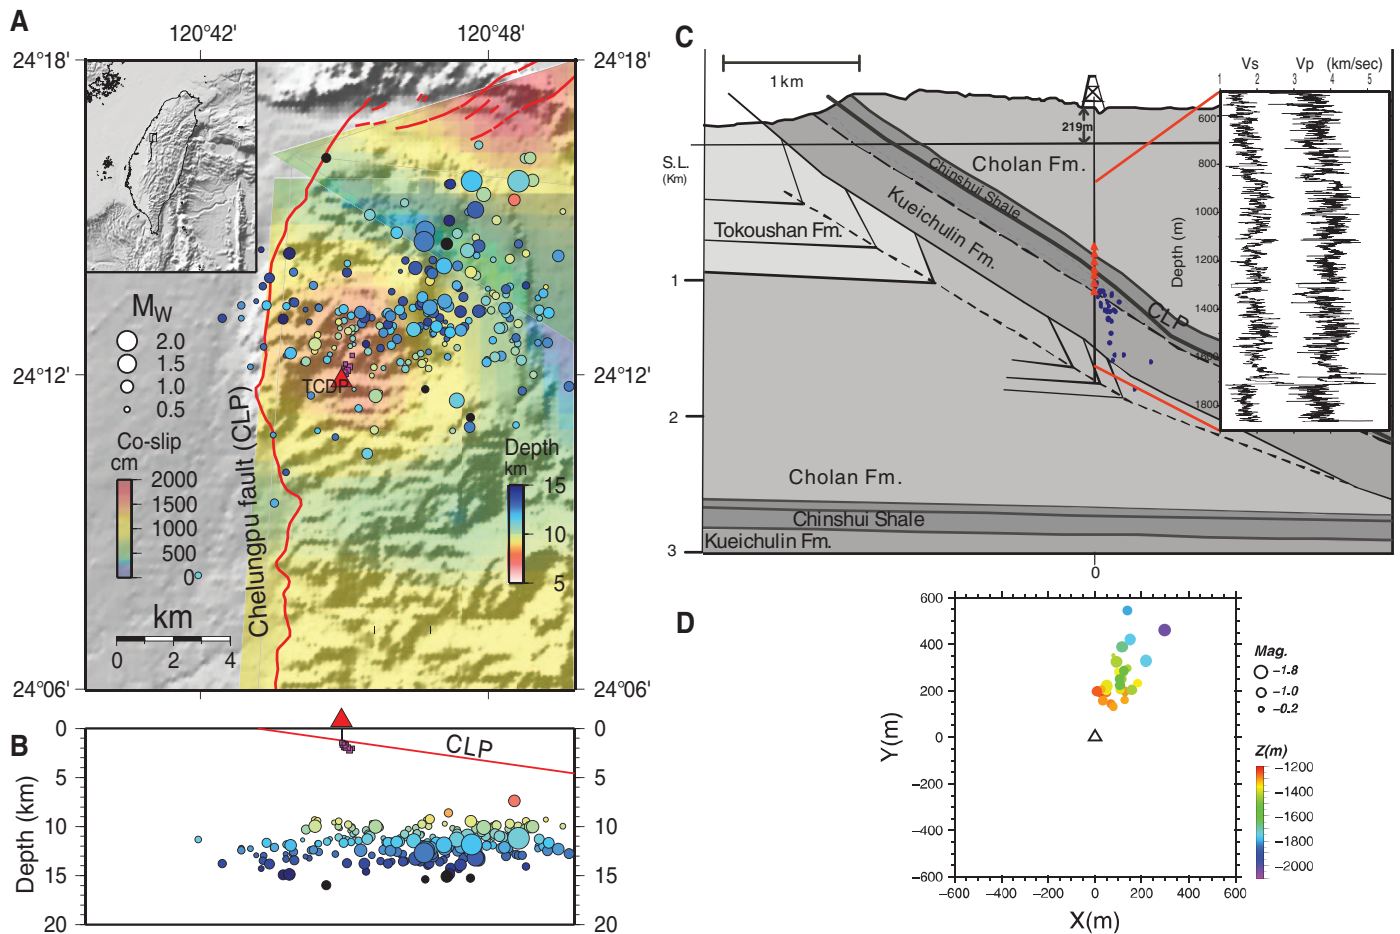 A
120°42'
120°48'
24°18'
24°18'
M
W
2.0
1.5
1.0
0.5
24°12'
24°12'
TCDP
Co-slip
cm
2000
1500
1000
500
0
Chelungpu fault (CLP)
Depth
km
15
10
5
km
0
2
4
24°06'
24°06'
B
0
5
10
15
20
Depth (km)
CLP
0
5
10
15
20
C
1 km
219m
S.L.
(Km)
1
2
3
Cholan Fm.
Chinshui Shale
Kueichulin Fm.
Tokoushan Fm.
CLP
Cholan Fm.
Chinshui Shale
Kueichulin Fm.
0
Vs
Vp
(km/sec)
1
2
3
4
5
600
800
1000
1200
1400
1600
1800
Depth (m)
D
600
400
200
0
−200
−400
−600
Y(m)
−600
−400
−200
0
200
400
600
X(m)
Mag.
−1.8
−1.0
−0.2
Z(m)
−1200
−1400
−1600
−1800
−2000